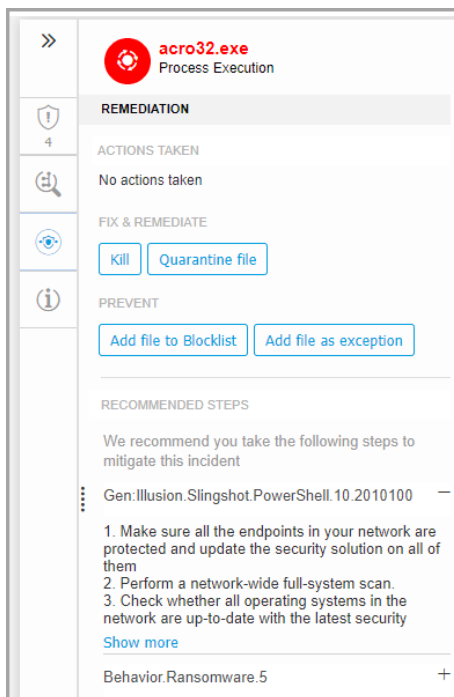 acro32.exe
Process Execution
REMEDIATION
4
ACTIONS TAKEN
No actions taken
FIX & REMEDIATE
Kill
Quarantine file
PREVENT
Add file to Blocklist
Add file as exception
RECOMMENDED STEPS
We recommend you take the following steps to
mitigate this incident
Gen:Illusion.Slingshot.PowerShell.10.2010100
1. Make sure all the endpoints in your network are
protected and update the security solution on all of
them
2. Perform a network-wide full-system scan.
3. Check whether all operating systems in the
network are up-to-date with the latest security
Show more
Behavior.Ransomware.5